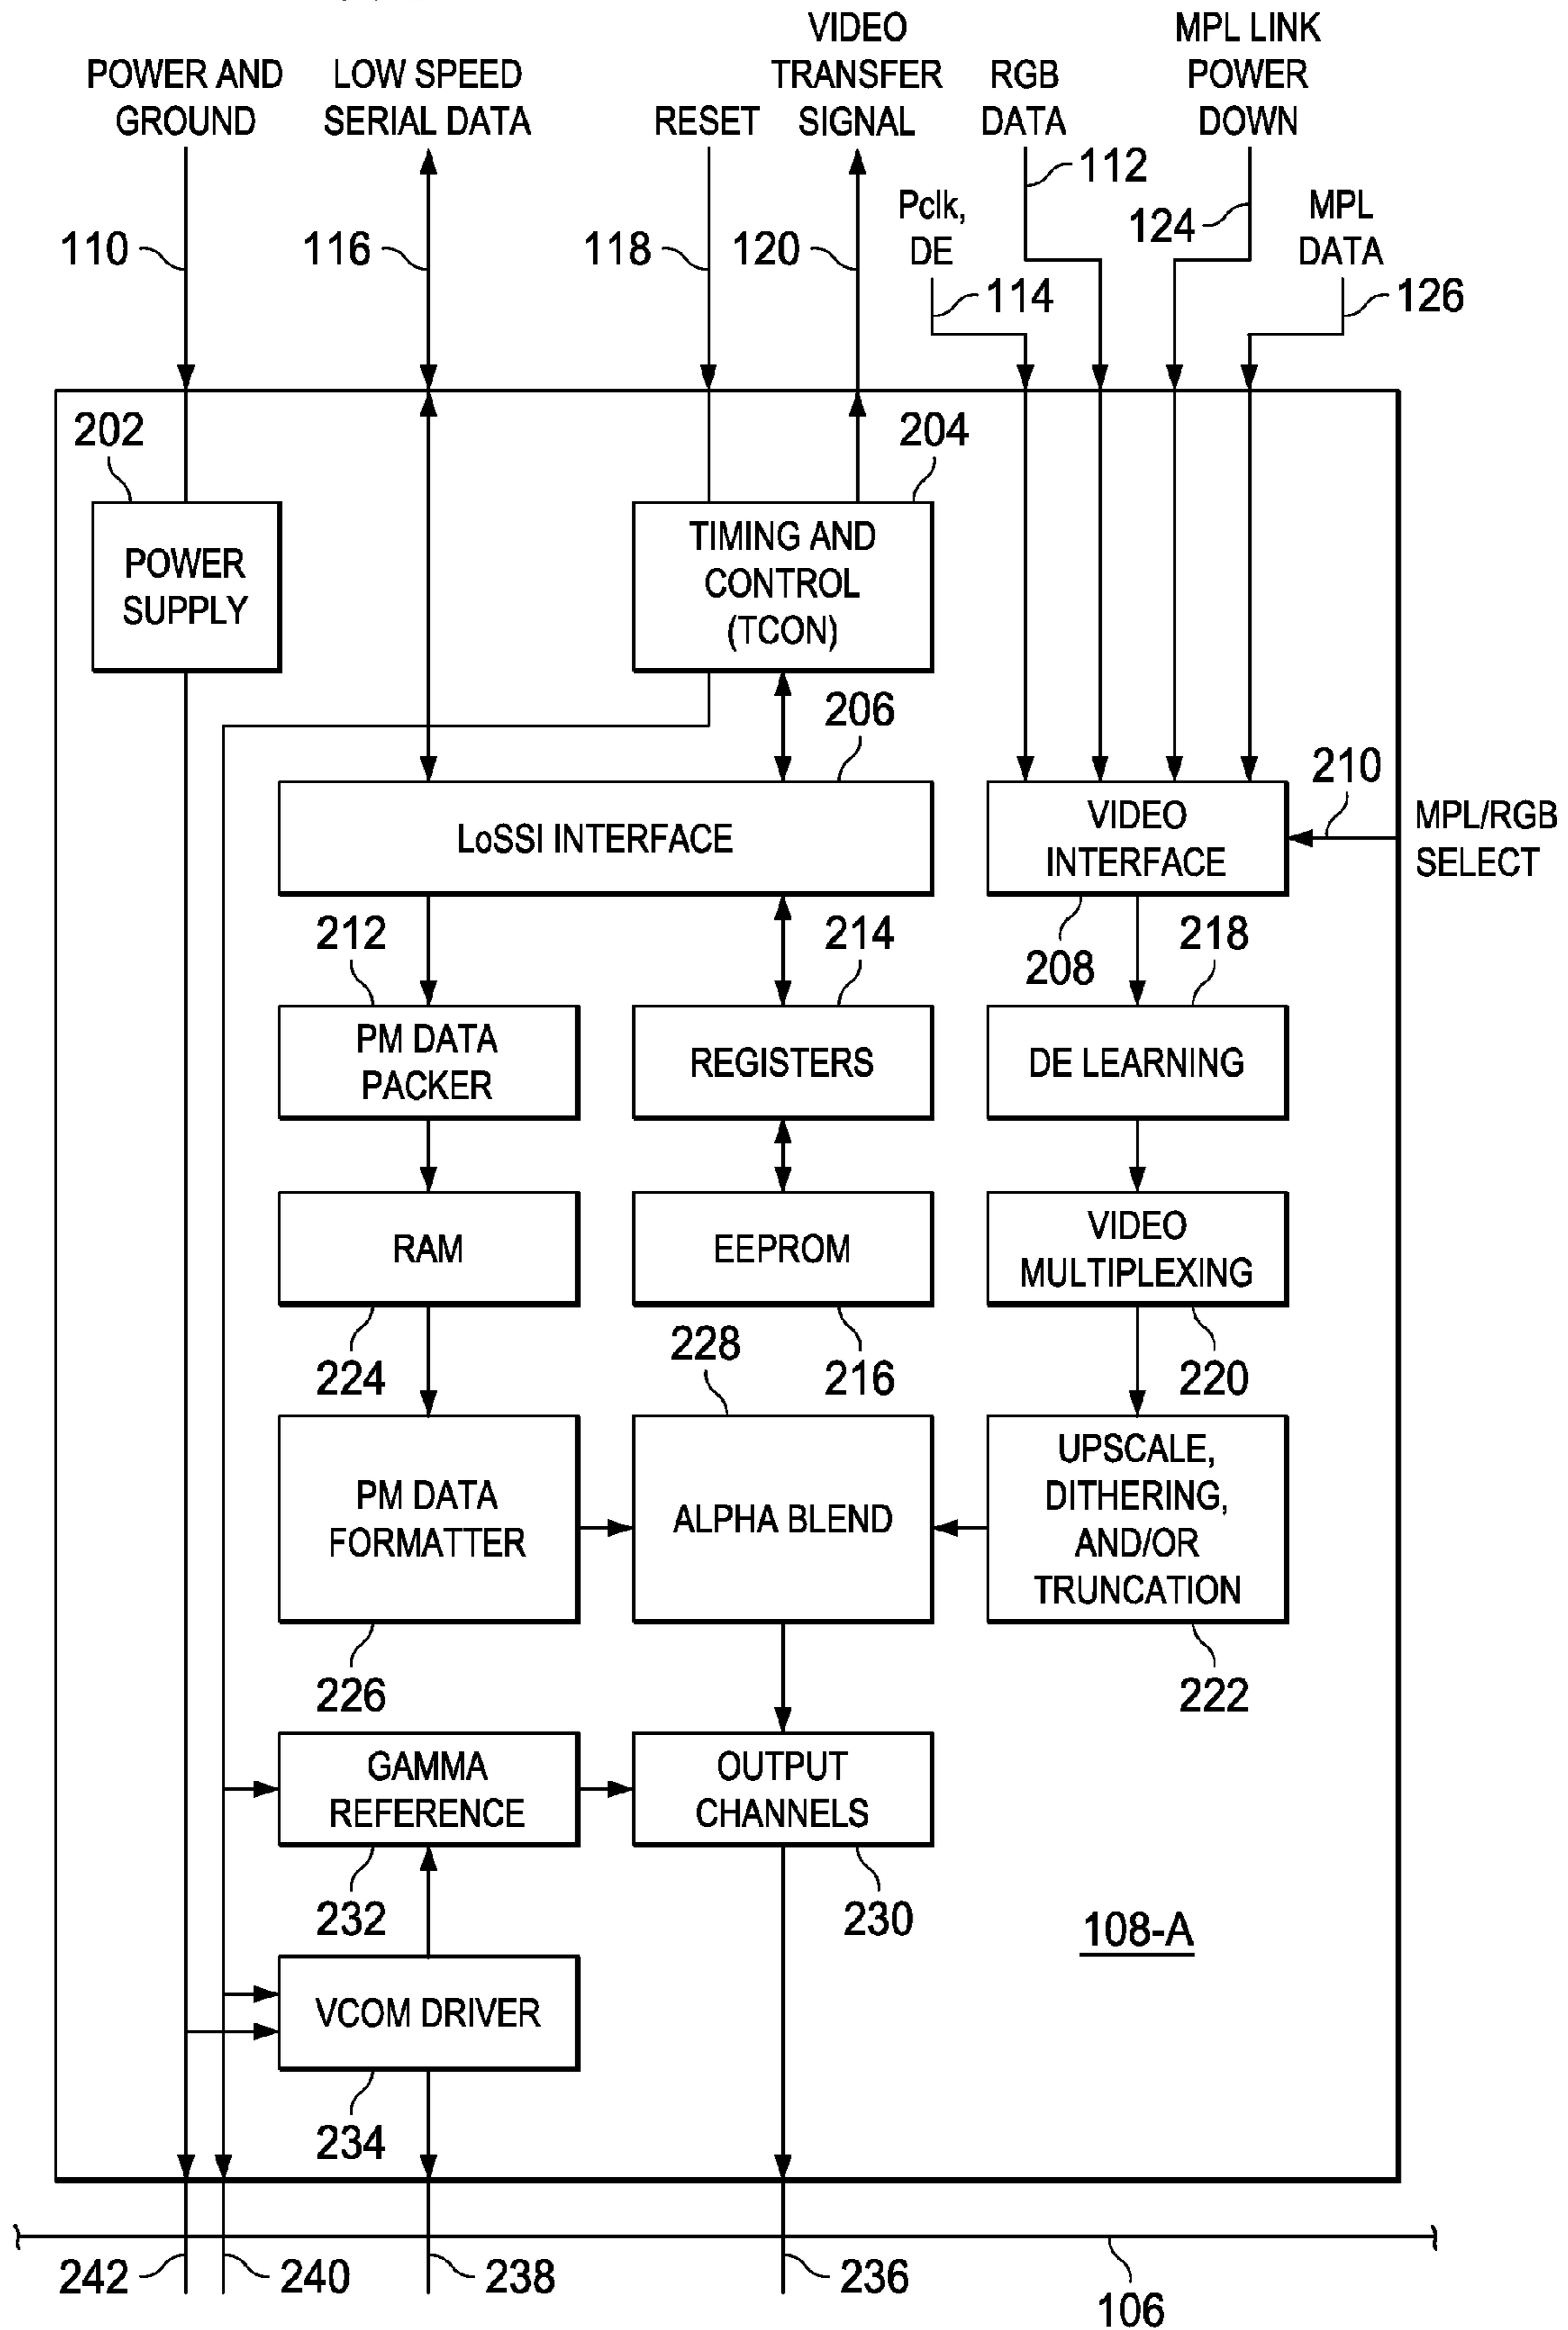 POWER AND
GROUND
LOW SPEED
SERIAL DATA
RESET
VIDEO
TRANSFER
SIGNAL
RGB
DATA
MPL LINK
POWER
DOWN
Pclk,
DE
MPL
DATA
110
116
118
120
114
112
124
126
202
POWER
SUPPLY
204
TIMING AND
CONTROL
(TCON)
206
LoSSI INTERFACE
VIDEO
INTERFACE
208
210
MPL/RGB
SELECT
212
PM DATA
PACKER
214
REGISTERS
218
DE LEARNING
RAM
224
EEPROM
216
VIDEO
MULTIPLEXING
220
PM DATA
FORMATTER
226
228
ALPHA BLEND
UPSCALE,
DITHERING,
AND/OR
TRUNCATION
222
GAMMA
REFERENCE
232
OUTPUT
CHANNELS
230
108-A
VCOM DRIVER
234
242
240
238
236
106